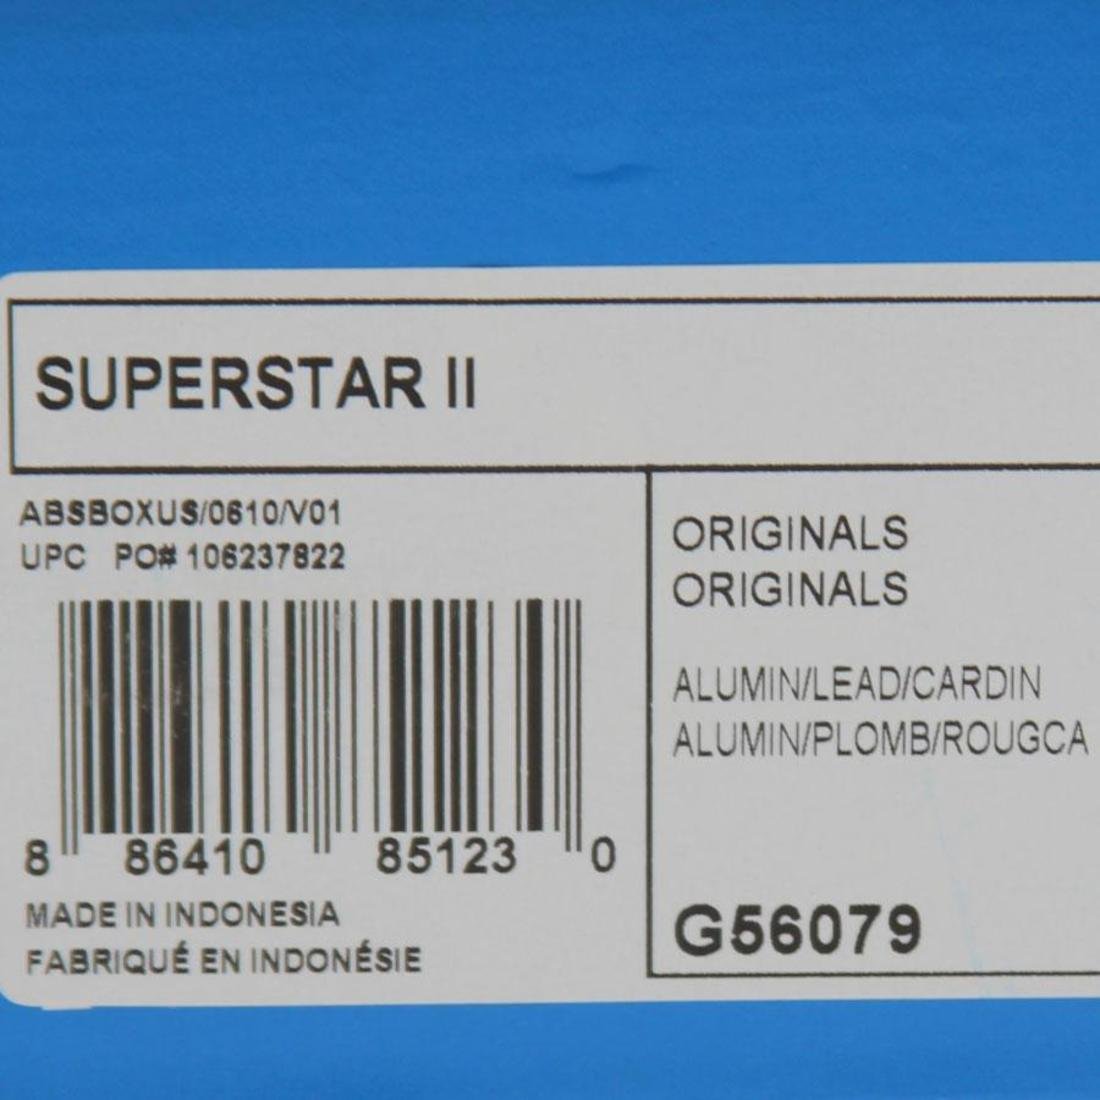 SUPERSTAR II
ABSBOXUS/0610/V01
UPC PO# 106237822
8 86410 85123 0
MADE IN INDONESIA
FABRIQUÉ EN INDONÉSIE
ORIGINALS
ORIGINALS
ALUMIN/LEAD/CARDIN
ALUMIN/PLOMB/ROUGCA
G56079